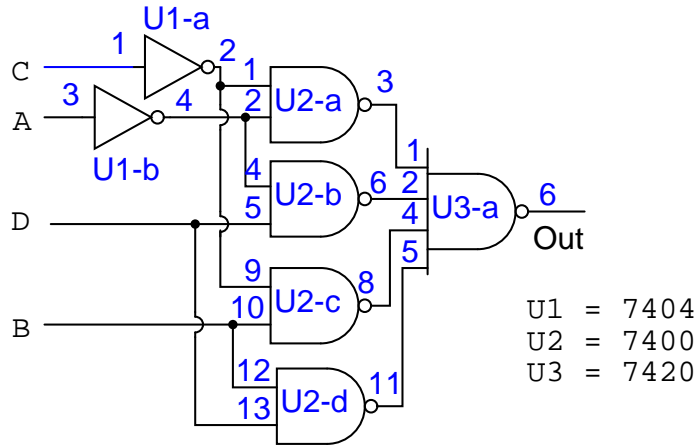 U1-a
C 1 2
1 3
A 3 4 2 U2-a
U1-b
1
4 2
U2-b 6 U3-a 6
D 5 4
Out
5
9 8
U2-c
B 10
U1 = 7404
U2 = 7400
U3 = 7420
12 11
U2-d
13